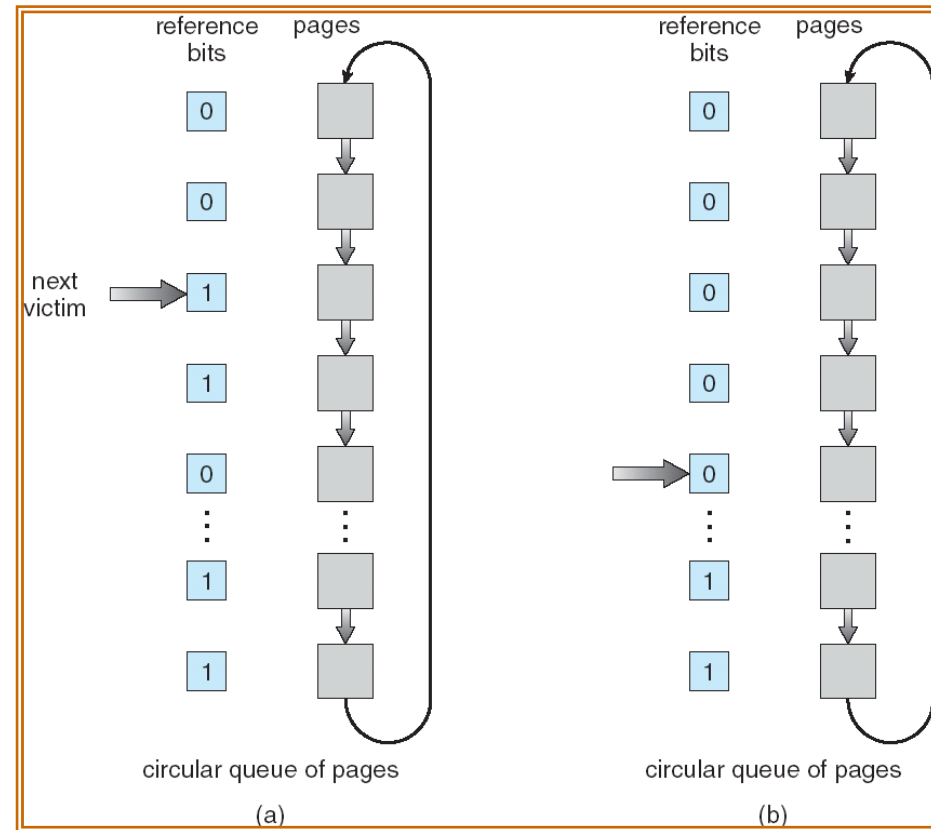 reference pages
bits
0
0
next
victim
1
1
0
1
1
circular queue of pages
(a)
reference pages
bits
0
0
0
0
0
1
1
circular queue of pages
(b)